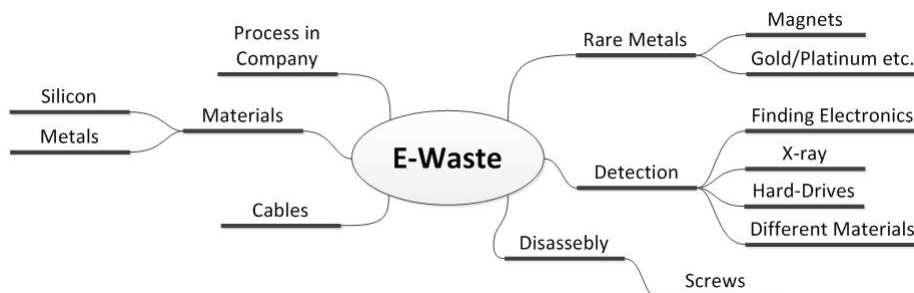 Process in
Company
Silicon
Materials
Metals
Cables
E-Waste
Rare Metals
Magnets
Gold/Platinum etc.
Detection
Finding Electronics
X-ray
Hard-Drives
Different Materials
Disassebly
Screws